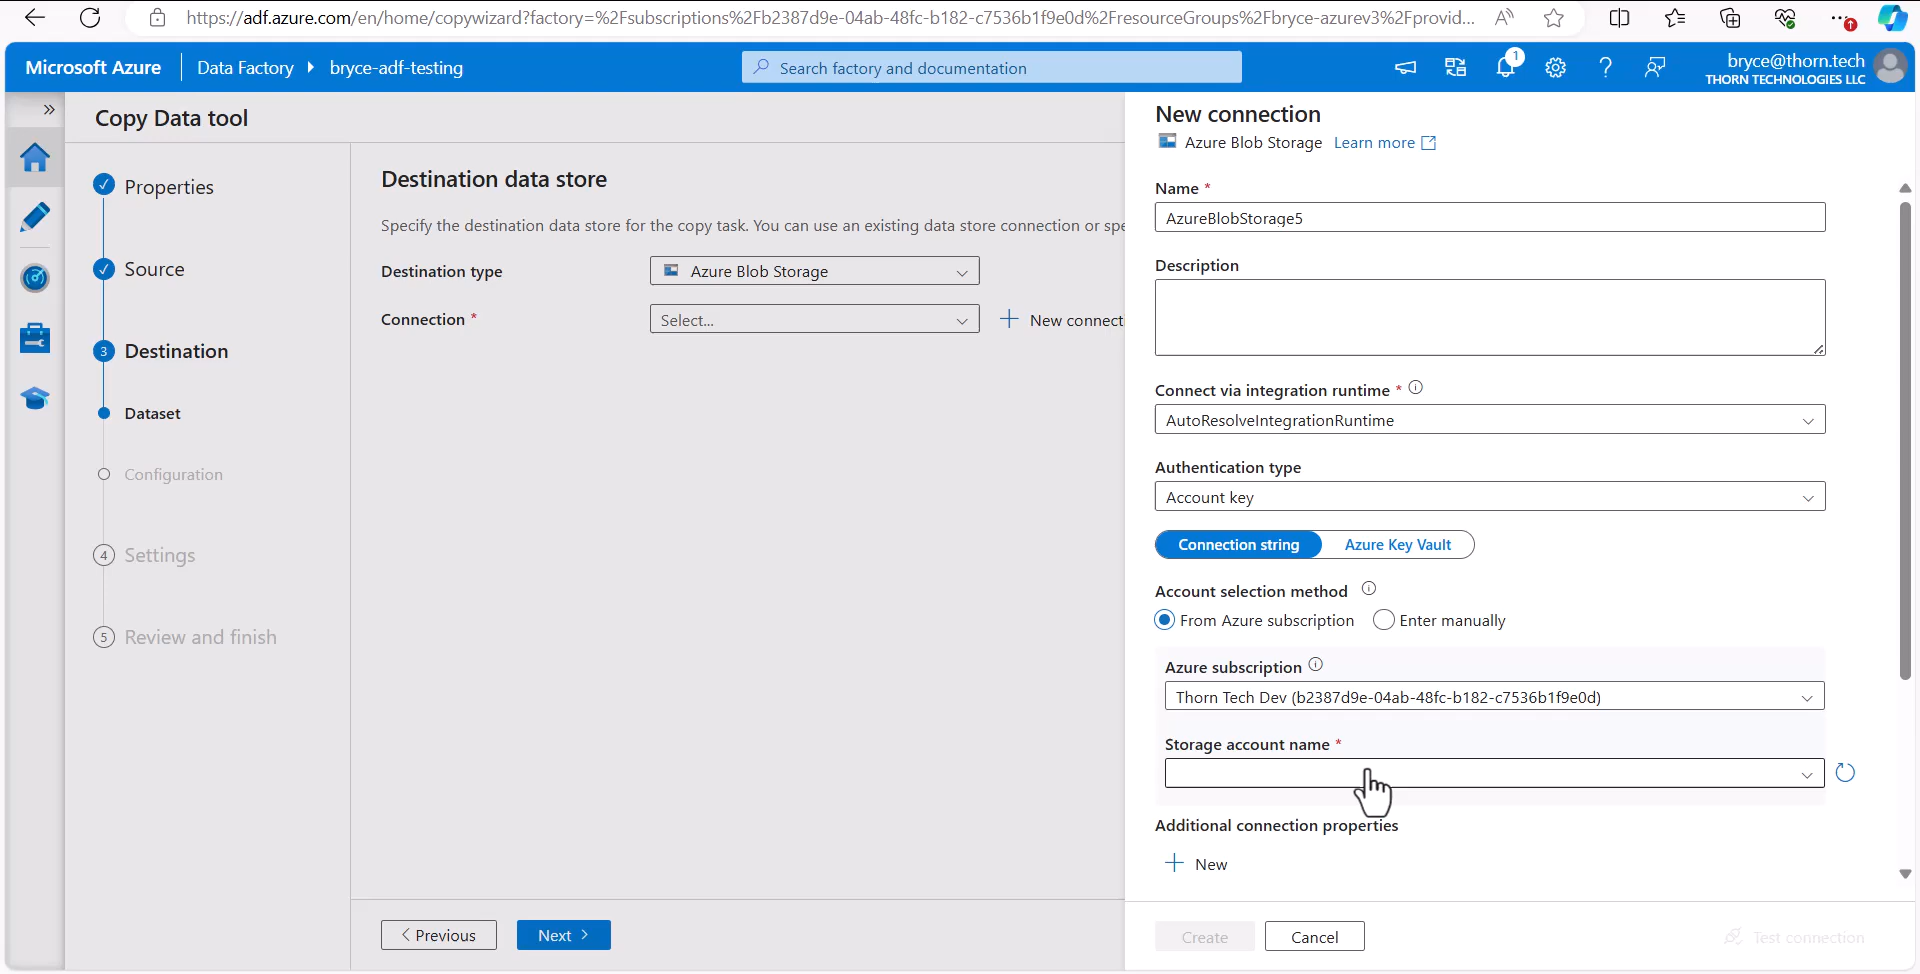 https://adf.azure.com/en/home/copywizard?factory=%2Fsubscriptions%2Fb2387d9e-04ab-48fc-b182-c7536b1f9e0d%2FresourceGroups%2Fbryce-azurev3%2Fprovid...
Microsoft Azure
Data Factory
bryce-adf-testing
Search factory and documentation
1
bryce@thorn.tech
THORN TECHNOLOGIES LLC
Copy Data tool
Properties
Source
3 Destination
Dataset
Configuration
4 Settings
5 Review and finish
Destination data store
Specify the destination data store for the copy task. You can use an existing data store connection or spe
Destination type
Azure Blob Storage
Connection *
Select...
New connect
Previous
Next
New connection
Azure Blob Storage Learn more
Name *
AzureBlobStorage5
Description
Connect via integration runtime *
AutoResolveIntegrationRuntime
Authentication type
Account key
Connection string
Azure Key Vault
Account selection method
From Azure subscription
Enter manually
Azure subscription
Thorn Tech Dev (b2387d9e-04ab-48fc-b182-c7536b1f9e0d)
Storage account name *
Additional connection properties
New
Create
Cancel
Test connection